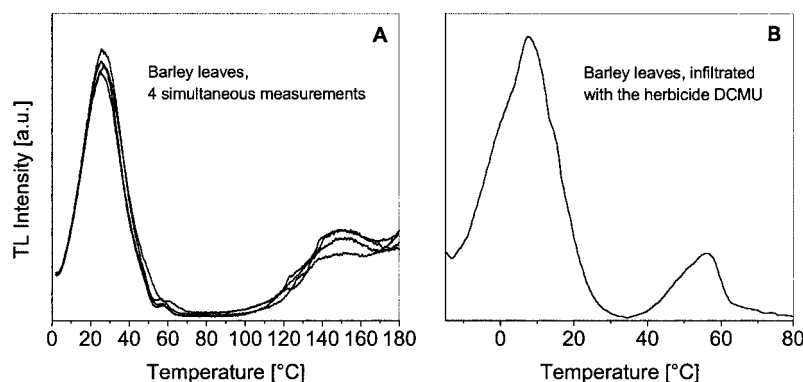 A
Barley leaves,
4 simultaneous measurements
TL Intensity [a.u.]
0 20 40 60 80 100 120 140 160 180
Temperature [°C]
B
Barley leaves, infiltrated
with the herbicide DCMU
0 20 40 60 80
Temperature [°C]